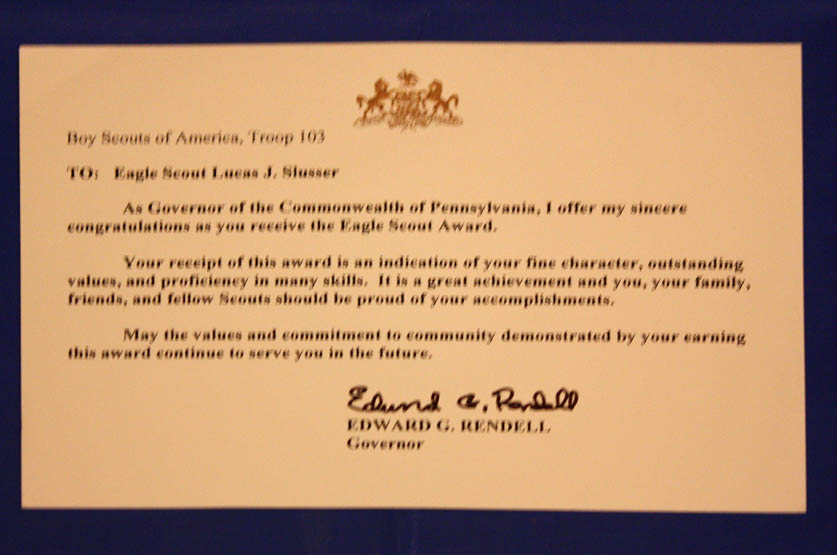 Boy Scouts of America, Troop 103
TO: Eagle Scout Lucas J. Slusser
As Governor of the Commonwealth of Pennsylvania, I offer my sincere
congratulations as you receive the Eagle Scout Award.
Your receipt of this award is an indication of your fine character, outstanding
values, and proficiency in many skills. It is a great achievement and you, your family,
friends, and fellow Scouts should be proud of your accomplishments.
May the values and commitment to community demonstrated by your earning
this award continue to serve you in the future.
Edward G. Rendell
EDWARD G. RENDELL
Governor